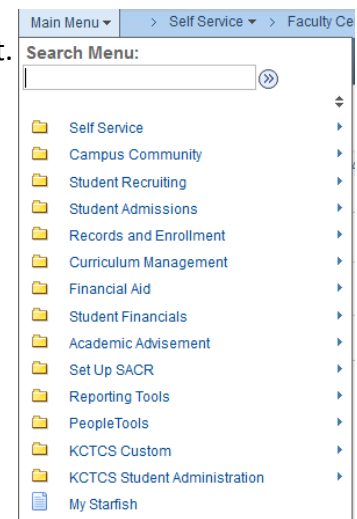 Main Menu > Self Service > Faculty Ce
t.
Search Menu:
Self Service
Campus Community
Student Recruiting
Student Admissions
Records and Enrollment
Curriculum Management
Financial Aid
Student Financials
Academic Advisement
Set Up SACR
Reporting Tools
PeopleTools
KCTCS Custom
KCTCS Student Administration
My Starfish